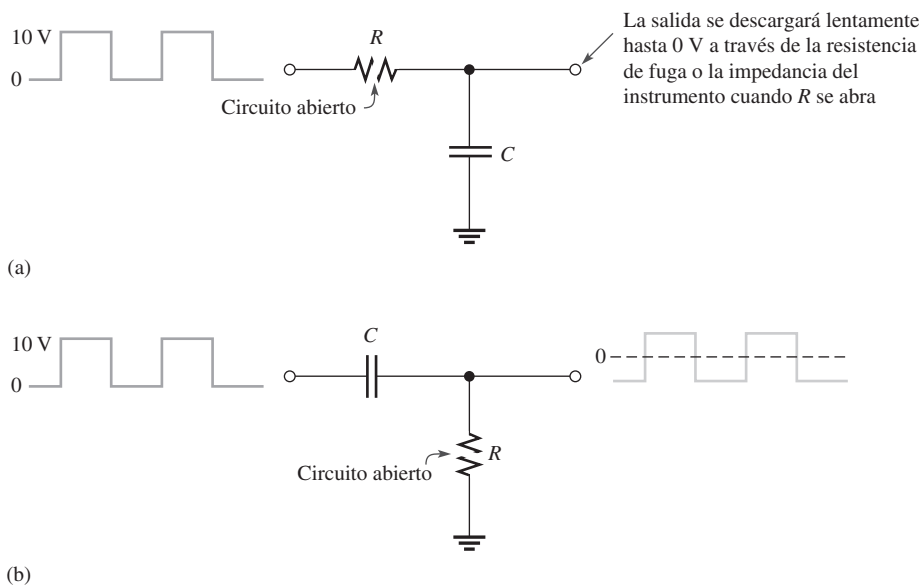 10 V
0
R
Circuito abierto
C
La salida se descargará lentamente
hasta 0 V a través de la resistencia
de fuga o la impedancia del
instrumento cuando R se abra
(a)
10 V
0
C
0
R
Circuito abierto
(b)